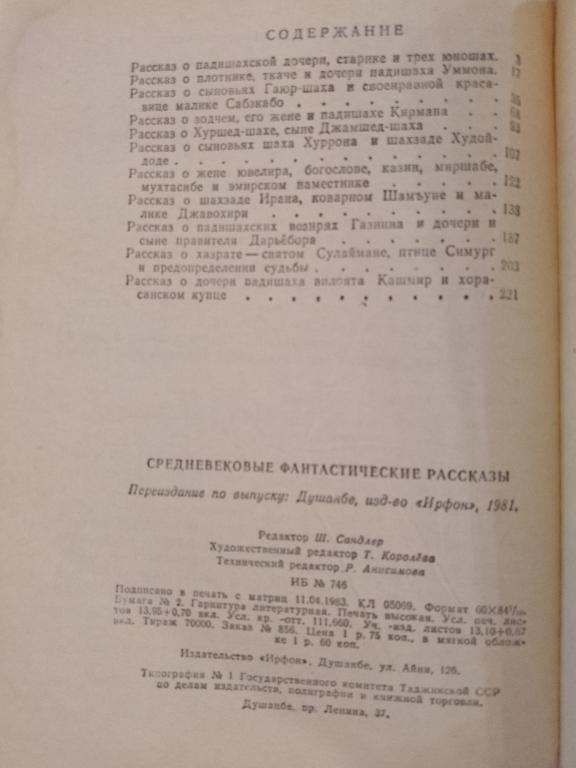 СОДЕРЖАНИЕ
Рассказ о падишахской дочери, старике и трех юношах. 3
Рассказ о плотнике, ткаче и дочери падишаха Уммона. 17
Рассказ о сыновьях Гаюр-шаха и своенравной краса-
вице малике Сабзкабо . . . . . . . . 35
Рассказ о зодчем, его жене и падишахе Кирмана . . 68
Рассказ о Хуршед-шахе, сыне Джамшед-шаха . . . 93
Рассказ о сыновьях шаха Хуррона и шахзаде Худой-
доде . . . . . . . . . . . . . 107
Рассказ о жене ювелира, богослове, казии, миршабе,
мухтасибе и эмирском наместнике . . . . . 122
Рассказ о шахзаде Ирана, коварном Шамъуне и ма-
лике Джавохири . . . . . . . . . . 138
Рассказ о падишахских везирях Газнина и дочери и
сыне правителя Дарьёбора . . . . . . . 187
Рассказ о хазрате — святом Сулаймане, птице Симург
и предопределении судьбы . . . . . . . 203
Рассказ о дочери падишаха вилоята Кашмир и хора-
санском купце . . . . . . . . . . 221
СРЕДНЕВЕКОВЫЕ ФАНТАСТИЧЕСКИЕ РАССКАЗЫ
Переиздание по выпуску: Душанбе, изд-во «Ирфон», 1981.
Редактор Ш. Сандлер
Художественный редактор Т. Королёва
Технический редактор Р. Анисимова
ИБ № 746
Подписано в печать с матриц 11.04.1983. КЛ 05069. Формат 60×84¹/₁₆.
Бумага № 2. Гарнитура литературная. Печать высокая. Усл. печ. лис-
тов 13,95+0,70 вкл. Усл. кр. -отт. 111,660. Уч. -изд. листов 13,10+0,67
вкл. Тираж 70000. Заказ № 856. Цена 1 р. 75 коп., в мягкой облож-
ке 1 р. 60 коп.
Издательство «Ирфон», Душанбе, ул. Айни, 126.
Типография № 1 Государственного комитета Таджикской ССР
по делам издательств, полиграфии и книжной торговли.
Душанбе, пр. Ленина, 37.